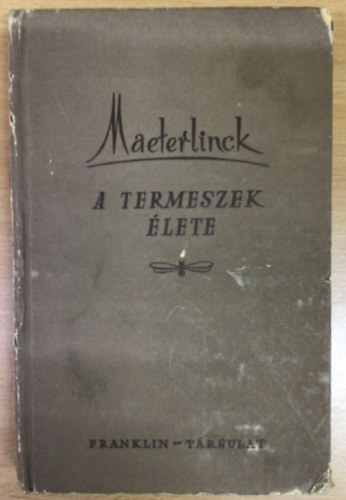 Maeterlinck
A TERMESZEK
ÉLETE
FRANKLIN-TÁRSULAT